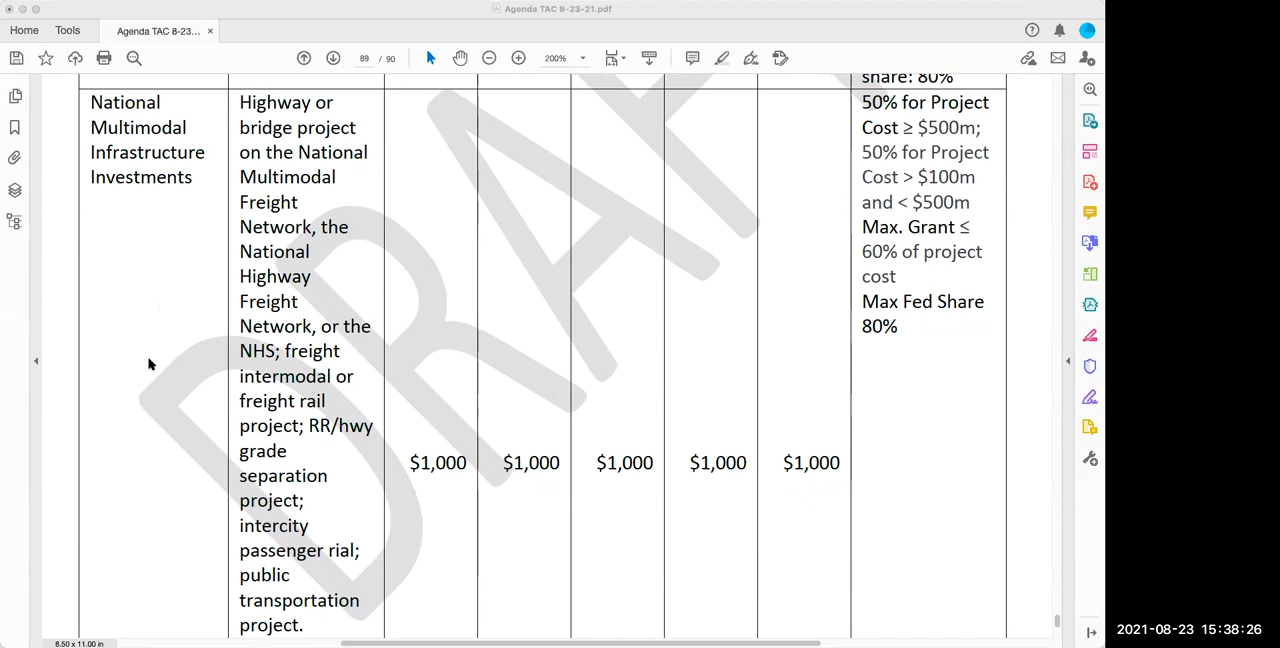 Agenda TAC 8-23-21.pdf
Home Tools Agenda TAC 8-23... ×
89 / 90 200%
share: 80%
National
Multimodal
Infrastructure
Investments
Highway or
bridge project
on the National
Multimodal
Freight
Network, the
National
Highway
Freight
Network, or the
NHS; freight
intermodal or
freight rail
project; RR/hwy
grade
separation
project;
intercity
passenger rial;
public
transportation
project.
$1,000 $1,000 $1,000 $1,000 $1,000
50% for Project
Cost ≥ $500m;
50% for Project
Cost > $100m
and < $500m
Max. Grant ≤
60% of project
cost
Max Fed Share
80%
DRAF
8.50 x 11.00 in
2021-08-23 15:38:26